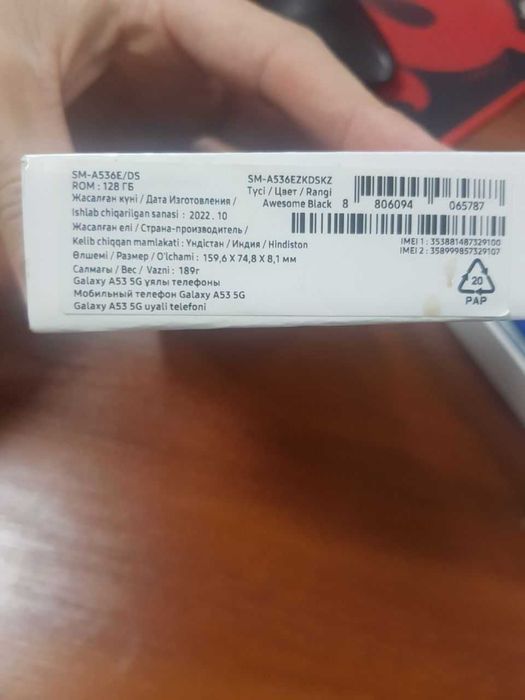 SM-A536E/DS
ROM : 128 ГБ
Жасалған күні / Дата Изготовления /
Ishlab chiqarilgan sanasi : 2022. 10
Жасалған елі / Страна-производитель /
Kelib chiqqan mamlakati : Үндістан / Индия / Hindiston
Өлшемі / Размер / O'lchami : 159,6 X 74,8 X 8,1 мм
Салмағы / Вес / Vazni : 189г
Galaxy A53 5G ұялы телефоны
Мобильный телефон Galaxy A53 5G
Galaxy A53 5G uyali telefoni
SM-A536EZKDSKZ
Түсі / Цвет / Rangi
Awesome Black
8 806094 065787
IMEI 1 : 353881487329100
IMEI 2 : 358999857329107
20
PAP